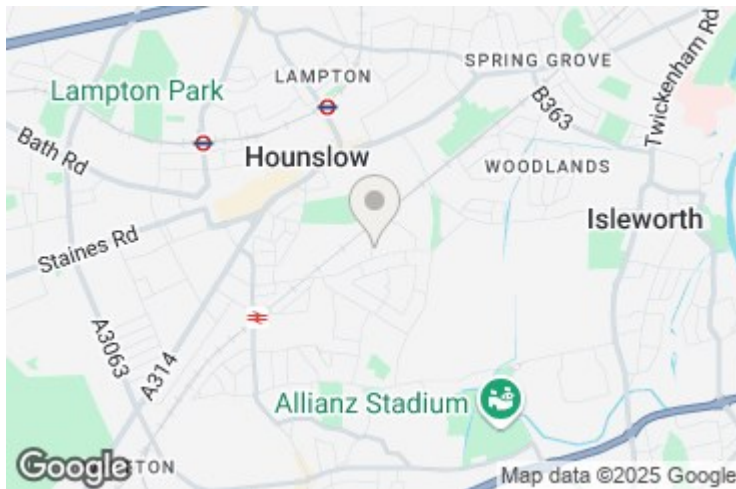 SPRING GROVE
LAMPTON
Lampton Park
B363
Twickenham Rd
Bath Rd
Hounslow
WOODLANDS
Isleworth
Staines Rd
A3063
A314
Allianz Stadium
Google
ETON
Map data ©2025 Google